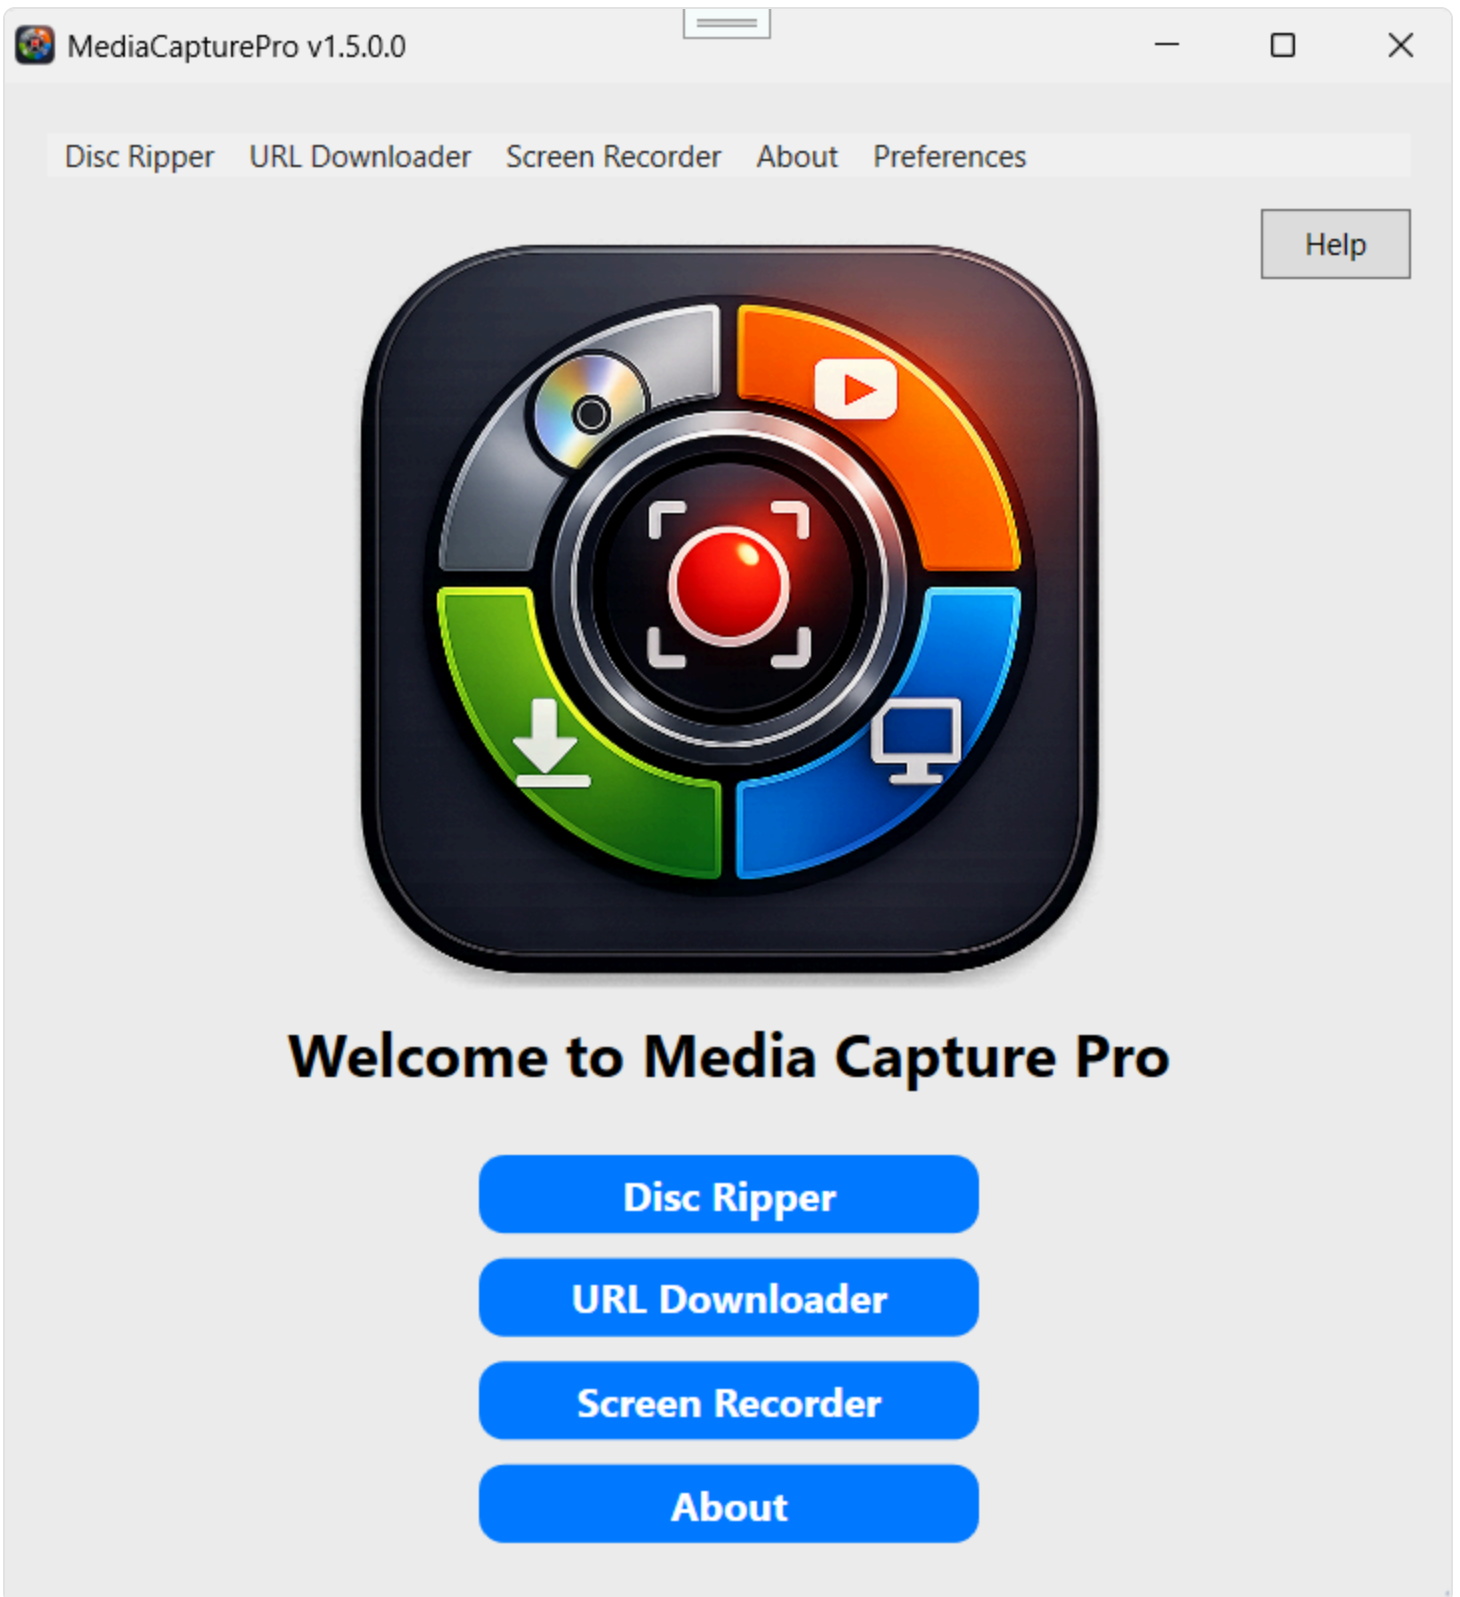 MediaCapturePro v1.5.0.0
Disc Ripper URL Downloader Screen Recorder About Preferences
Help
Welcome to Media Capture Pro
Disc Ripper
URL Downloader
Screen Recorder
About